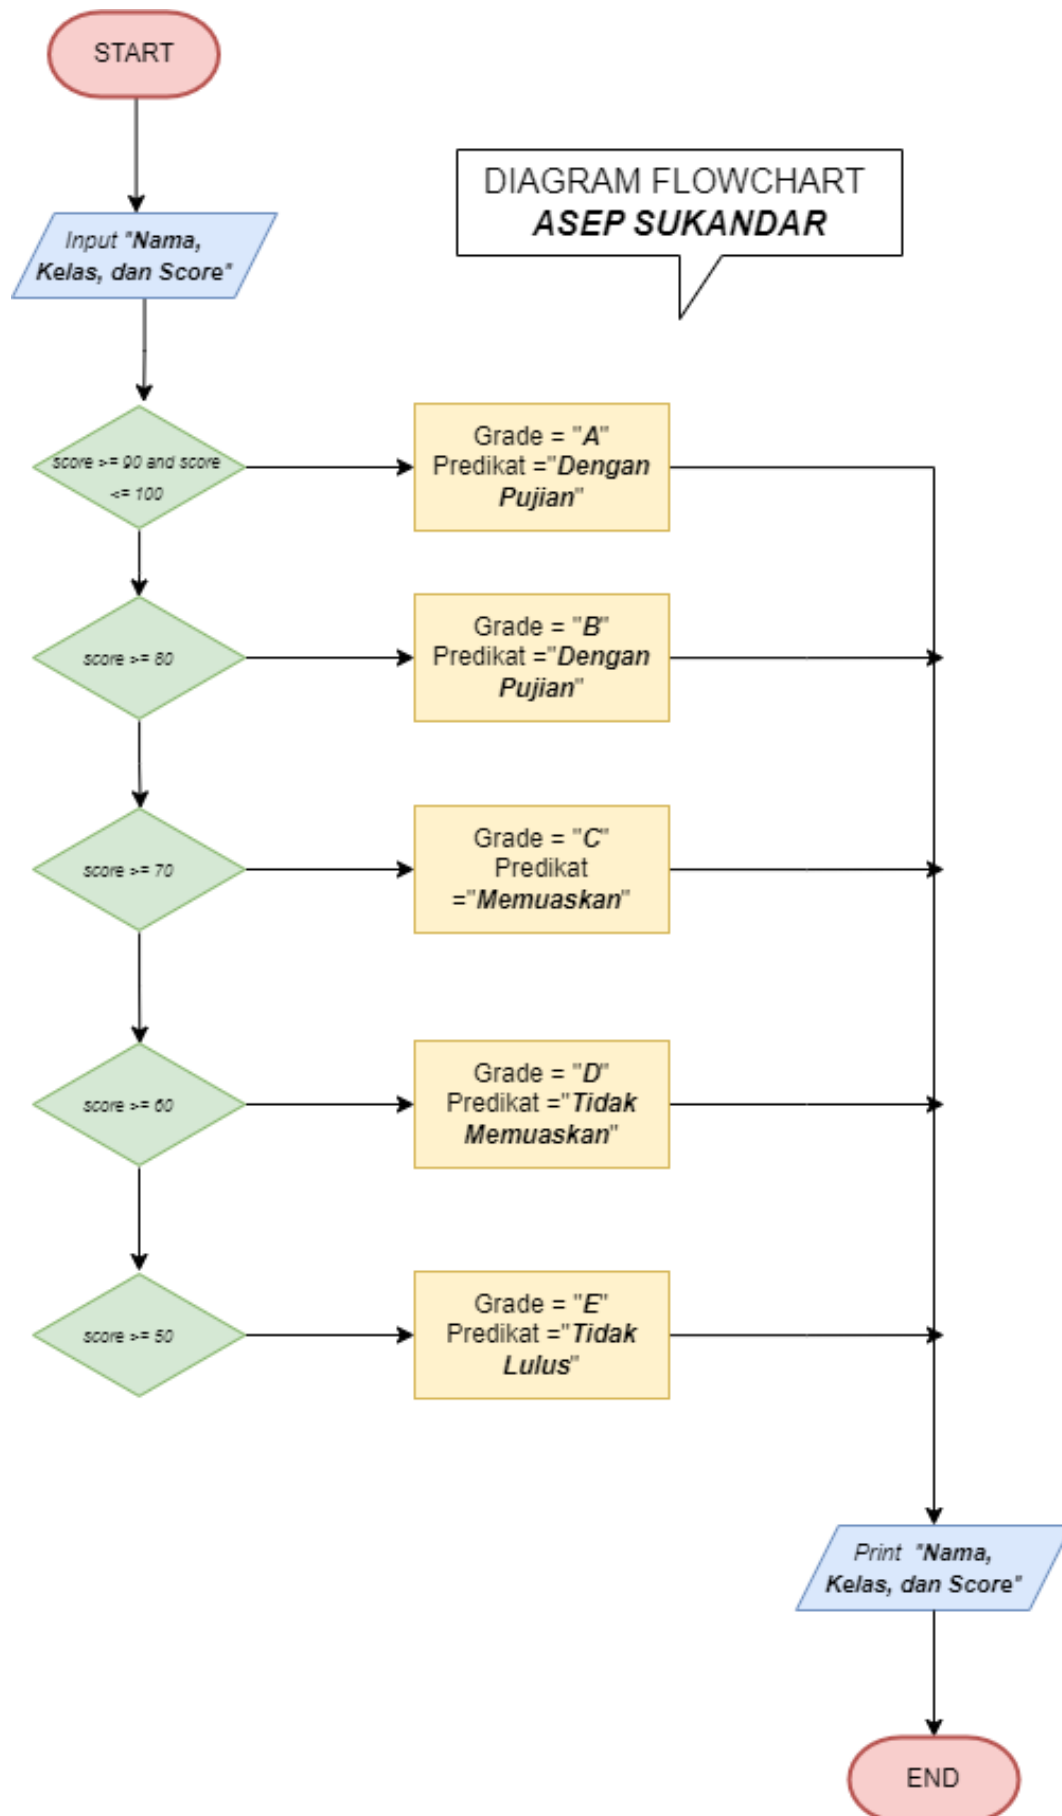 START
DIAGRAM FLOWCHART
ASEP SUKANDAR
Input "Nama,
Kelas, dan Score"
score >= 90 and score
<= 100
Grade = "A"
Predikat ="Dengan
Pujian"
score >= 80
Grade = "B"
Predikat ="Dengan
Pujian"
score >= 70
Grade = "C"
Predikat
="Memuaskan"
score >= 60
Grade = "D"
Predikat ="Tidak
Memuaskan"
score >= 50
Grade = "E"
Predikat ="Tidak
Lulus"
Print "Nama,
Kelas, dan Score"
END